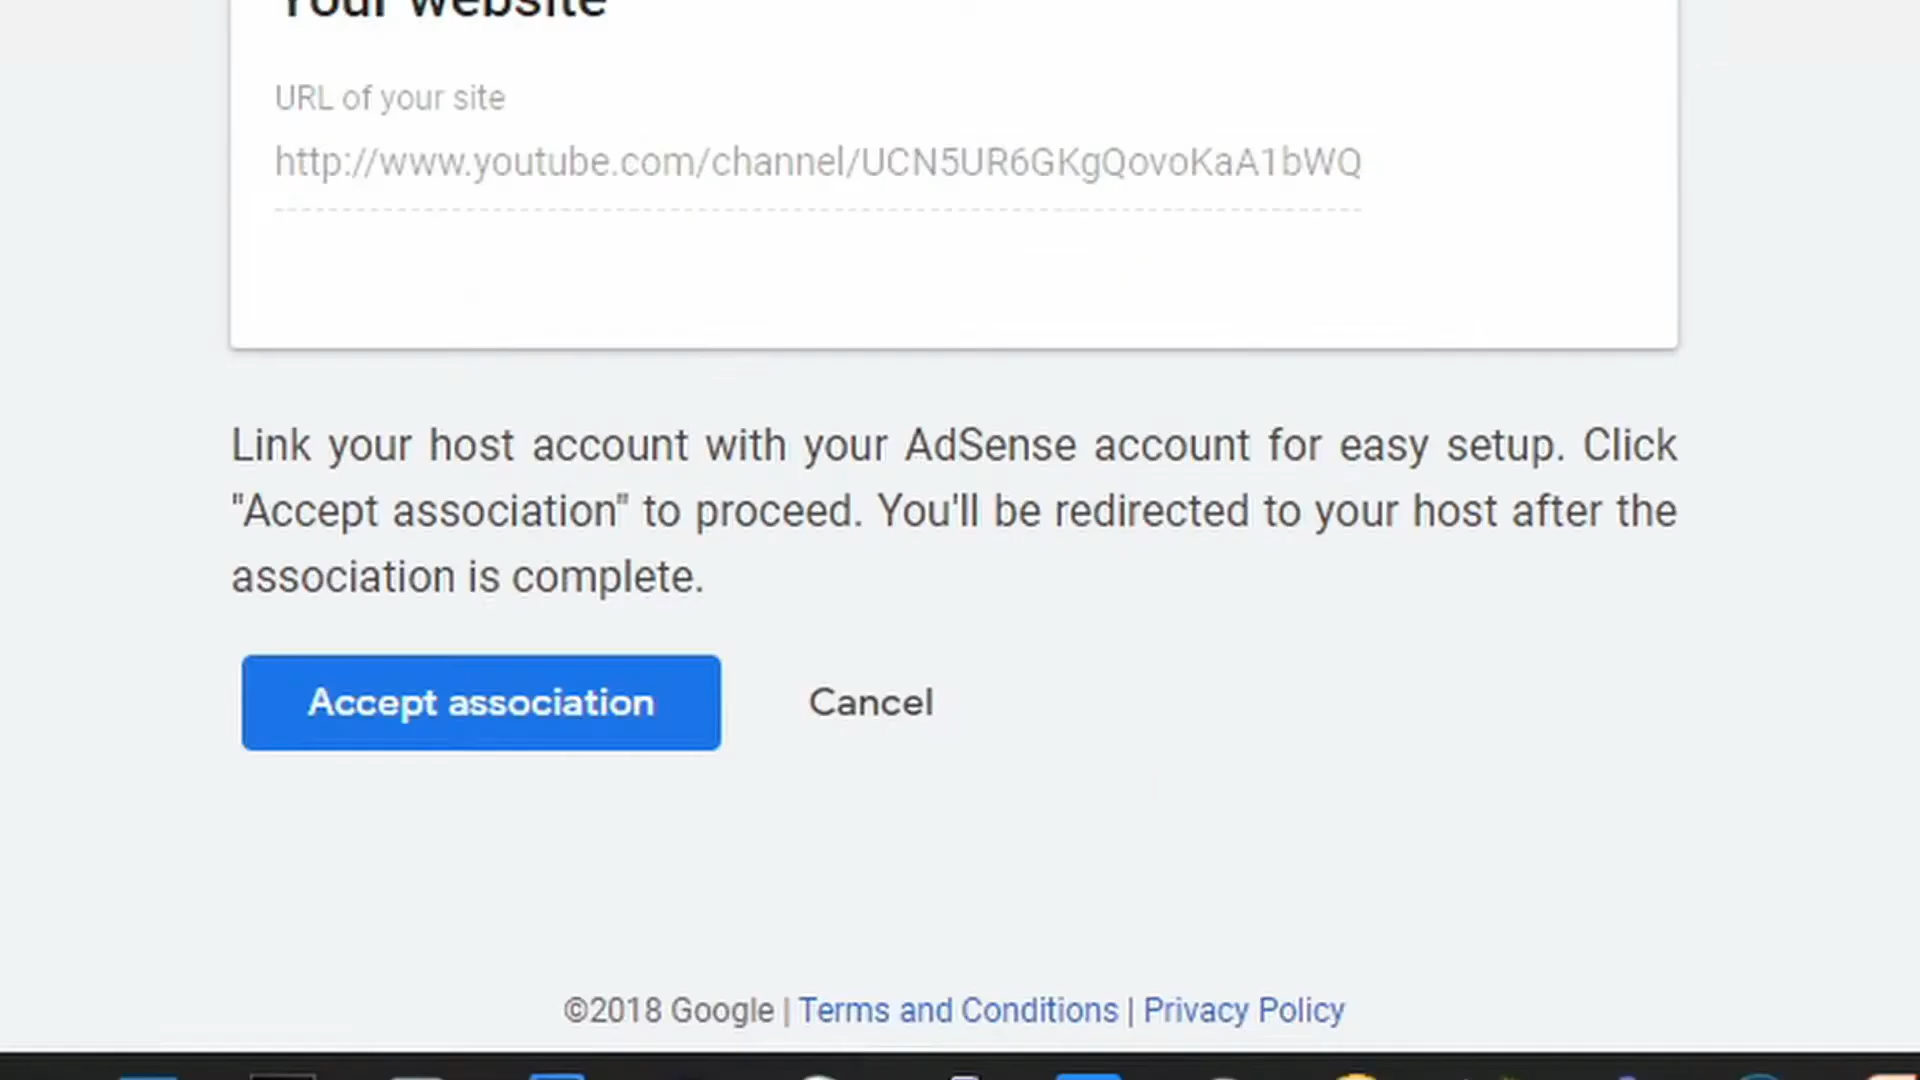 Your website
URL of your site
http://www.youtube.com/channel/UCN5UR6GKgQovoKaA1bWQ
Link your host account with your AdSense account for easy setup. Click
"Accept association" to proceed. You'll be redirected to your host after the
association is complete.
Accept association
Cancel
©2018 Google | Terms and Conditions | Privacy Policy